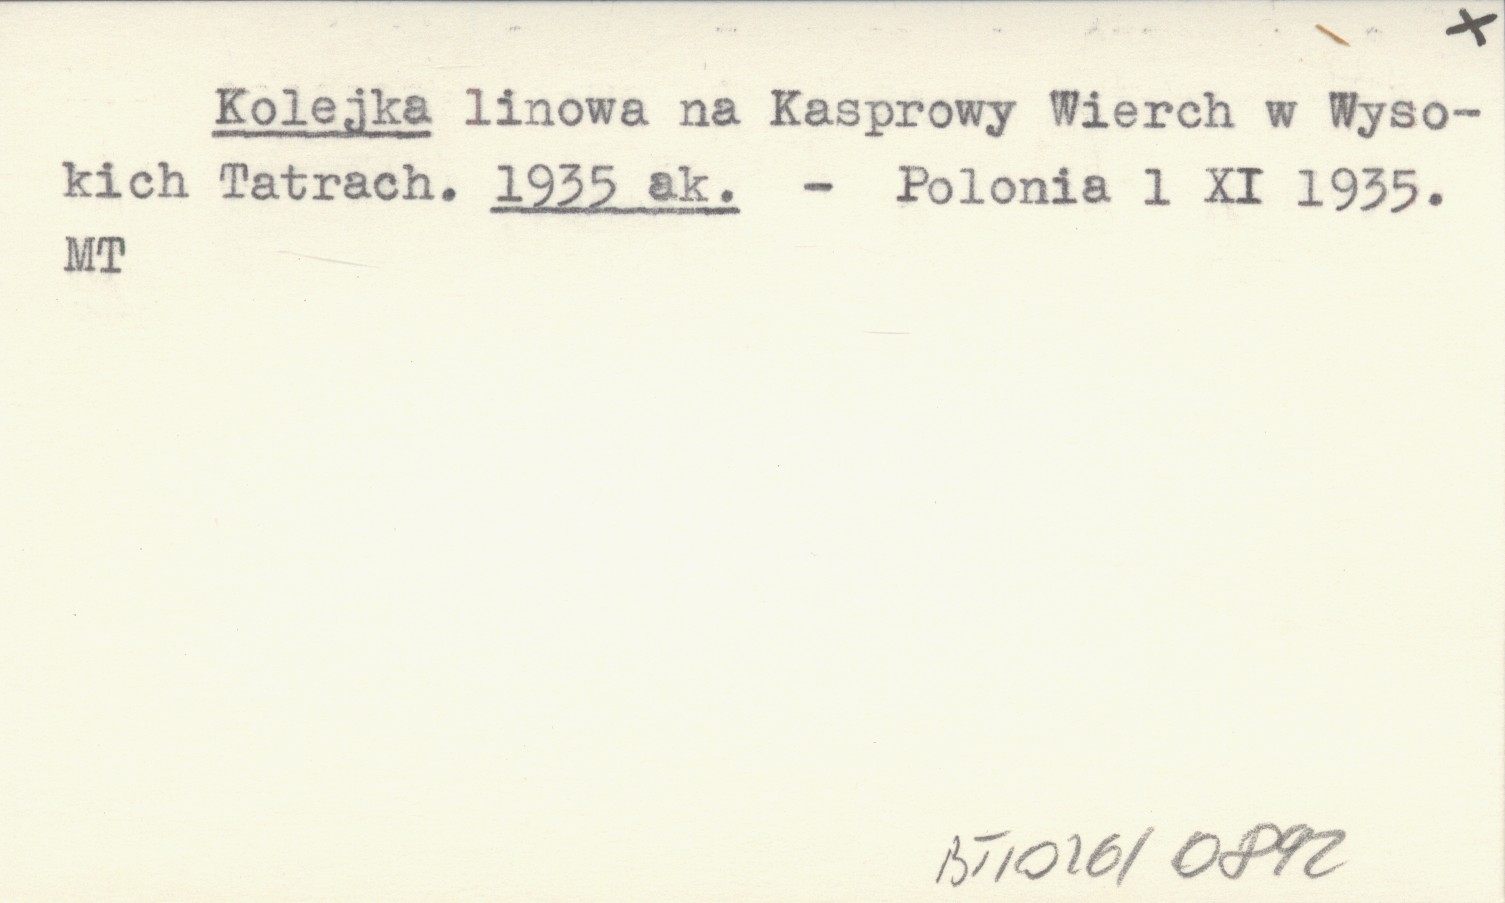 x
Kolejka linowa na Kasprowy Wierch w Wyso-
kich Tatrach. 1935 ak. - Polonia 1 XI 1935.
MT
BT1026/ 0892